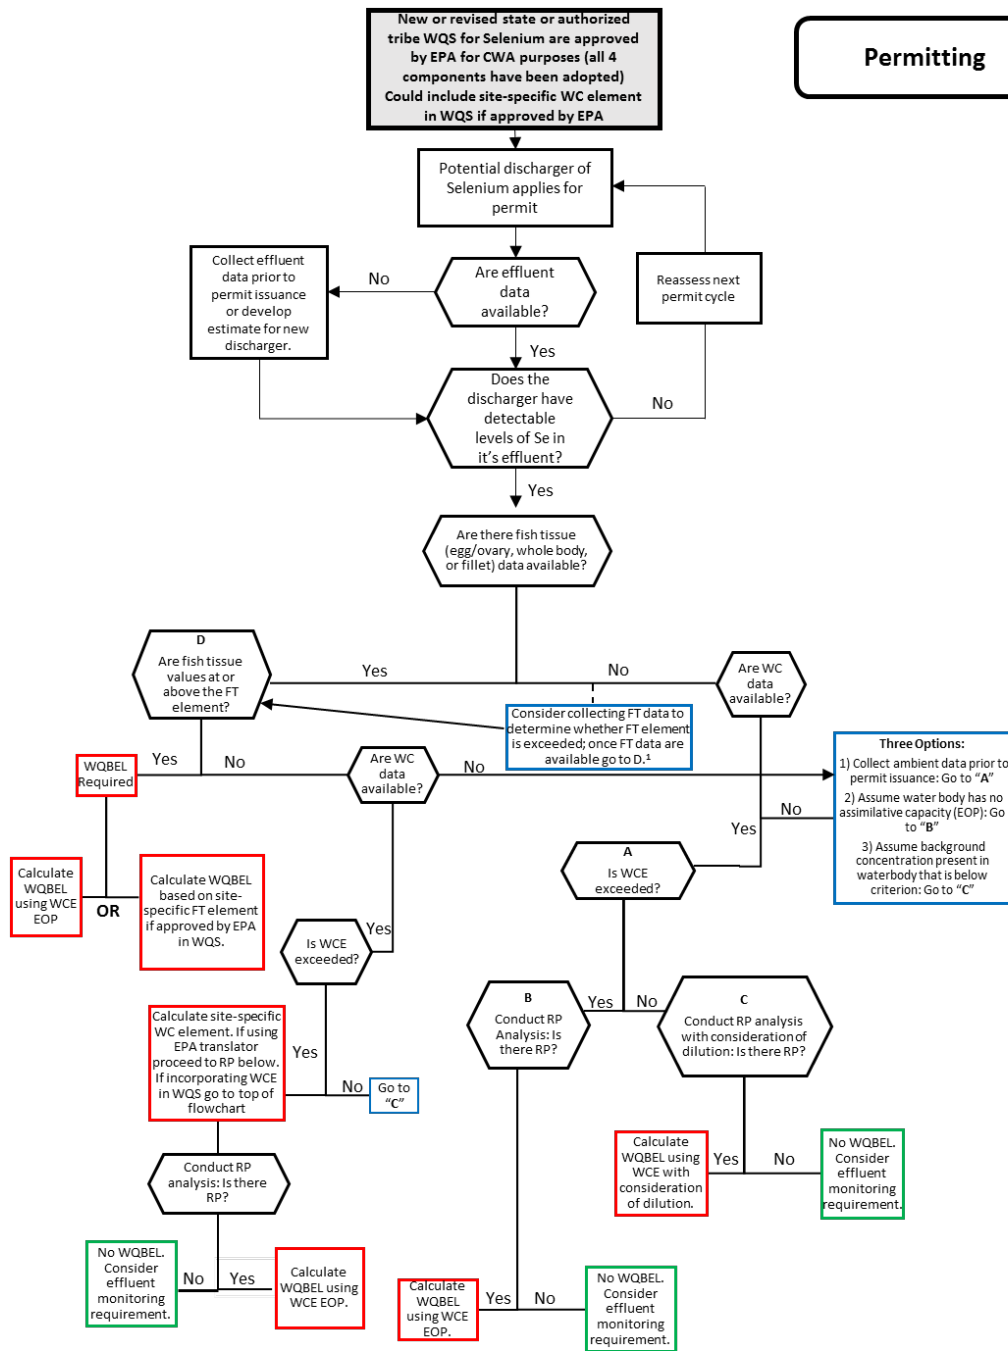 New or revised state or authorized
tribe WQS for Selenium are approved
by EPA for CWA purposes (all 4
components have been adopted)
Could include site-specific WC element
in WQS if approved by EPA
Permitting
Potential discharger of
Selenium applies for
permit
Collect effluent
data prior to
permit issuance
or develop
estimate for new
discharger.
No
Are effluent
data
available?
Reassess next
permit cycle
Yes
Does the
discharger have
detectable
levels of Se in
it's effluent?
No
Yes
Are there fish tissue
(egg/ovary, whole body,
or fillet) data available?
D
Are fish tissue
values at or
above the FT
element?
Yes
No
Are WC
data
available?
Consider collecting FT data to
determine whether FT element
is exceeded; once FT data are
available go to D.¹
Three Options:
1) Collect ambient data prior to
permit issuance: Go to "A"
2) Assume water body has no
assimilative capacity (EOP): Go
to "B"
3) Assume background
concentration present in
waterbody that is below
criterion: Go to "C"
Yes
No
WQBEL
Required
Are WC data
available?
No
No
Yes
A
Is WCE
exceeded?
Calculate
WQBEL
using WCE
EOP
OR
Calculate WQBEL
based on site-
specific FT element
if approved by EPA
in WQS.
Yes
Is WCE
exceeded?
B
Conduct RP
Analysis: Is
there RP?
Yes
No
C
Conduct RP analysis
with consideration of
dilution: Is there RP?
Calculate site-specific
WC element. If using
EPA translator
proceed to RP below.
If incorporating WCE
in WQS go to top of
flowchart
Yes
No
Go to
"C"
Conduct RP
analysis: Is there
RP?
Calculate
WQBEL using
WCE with
consideration
of dilution.
Yes
No
No WQBEL.
Consider
effluent
monitoring
requirement.
No WQBEL.
Consider
effluent
monitoring
requirement.
No
Yes
Calculate
WQBEL using
WCE EOP.
Calculate
WQBEL
using WCE
EOP.
Yes
No
No WQBEL.
Consider
effluent
monitoring
requirement.